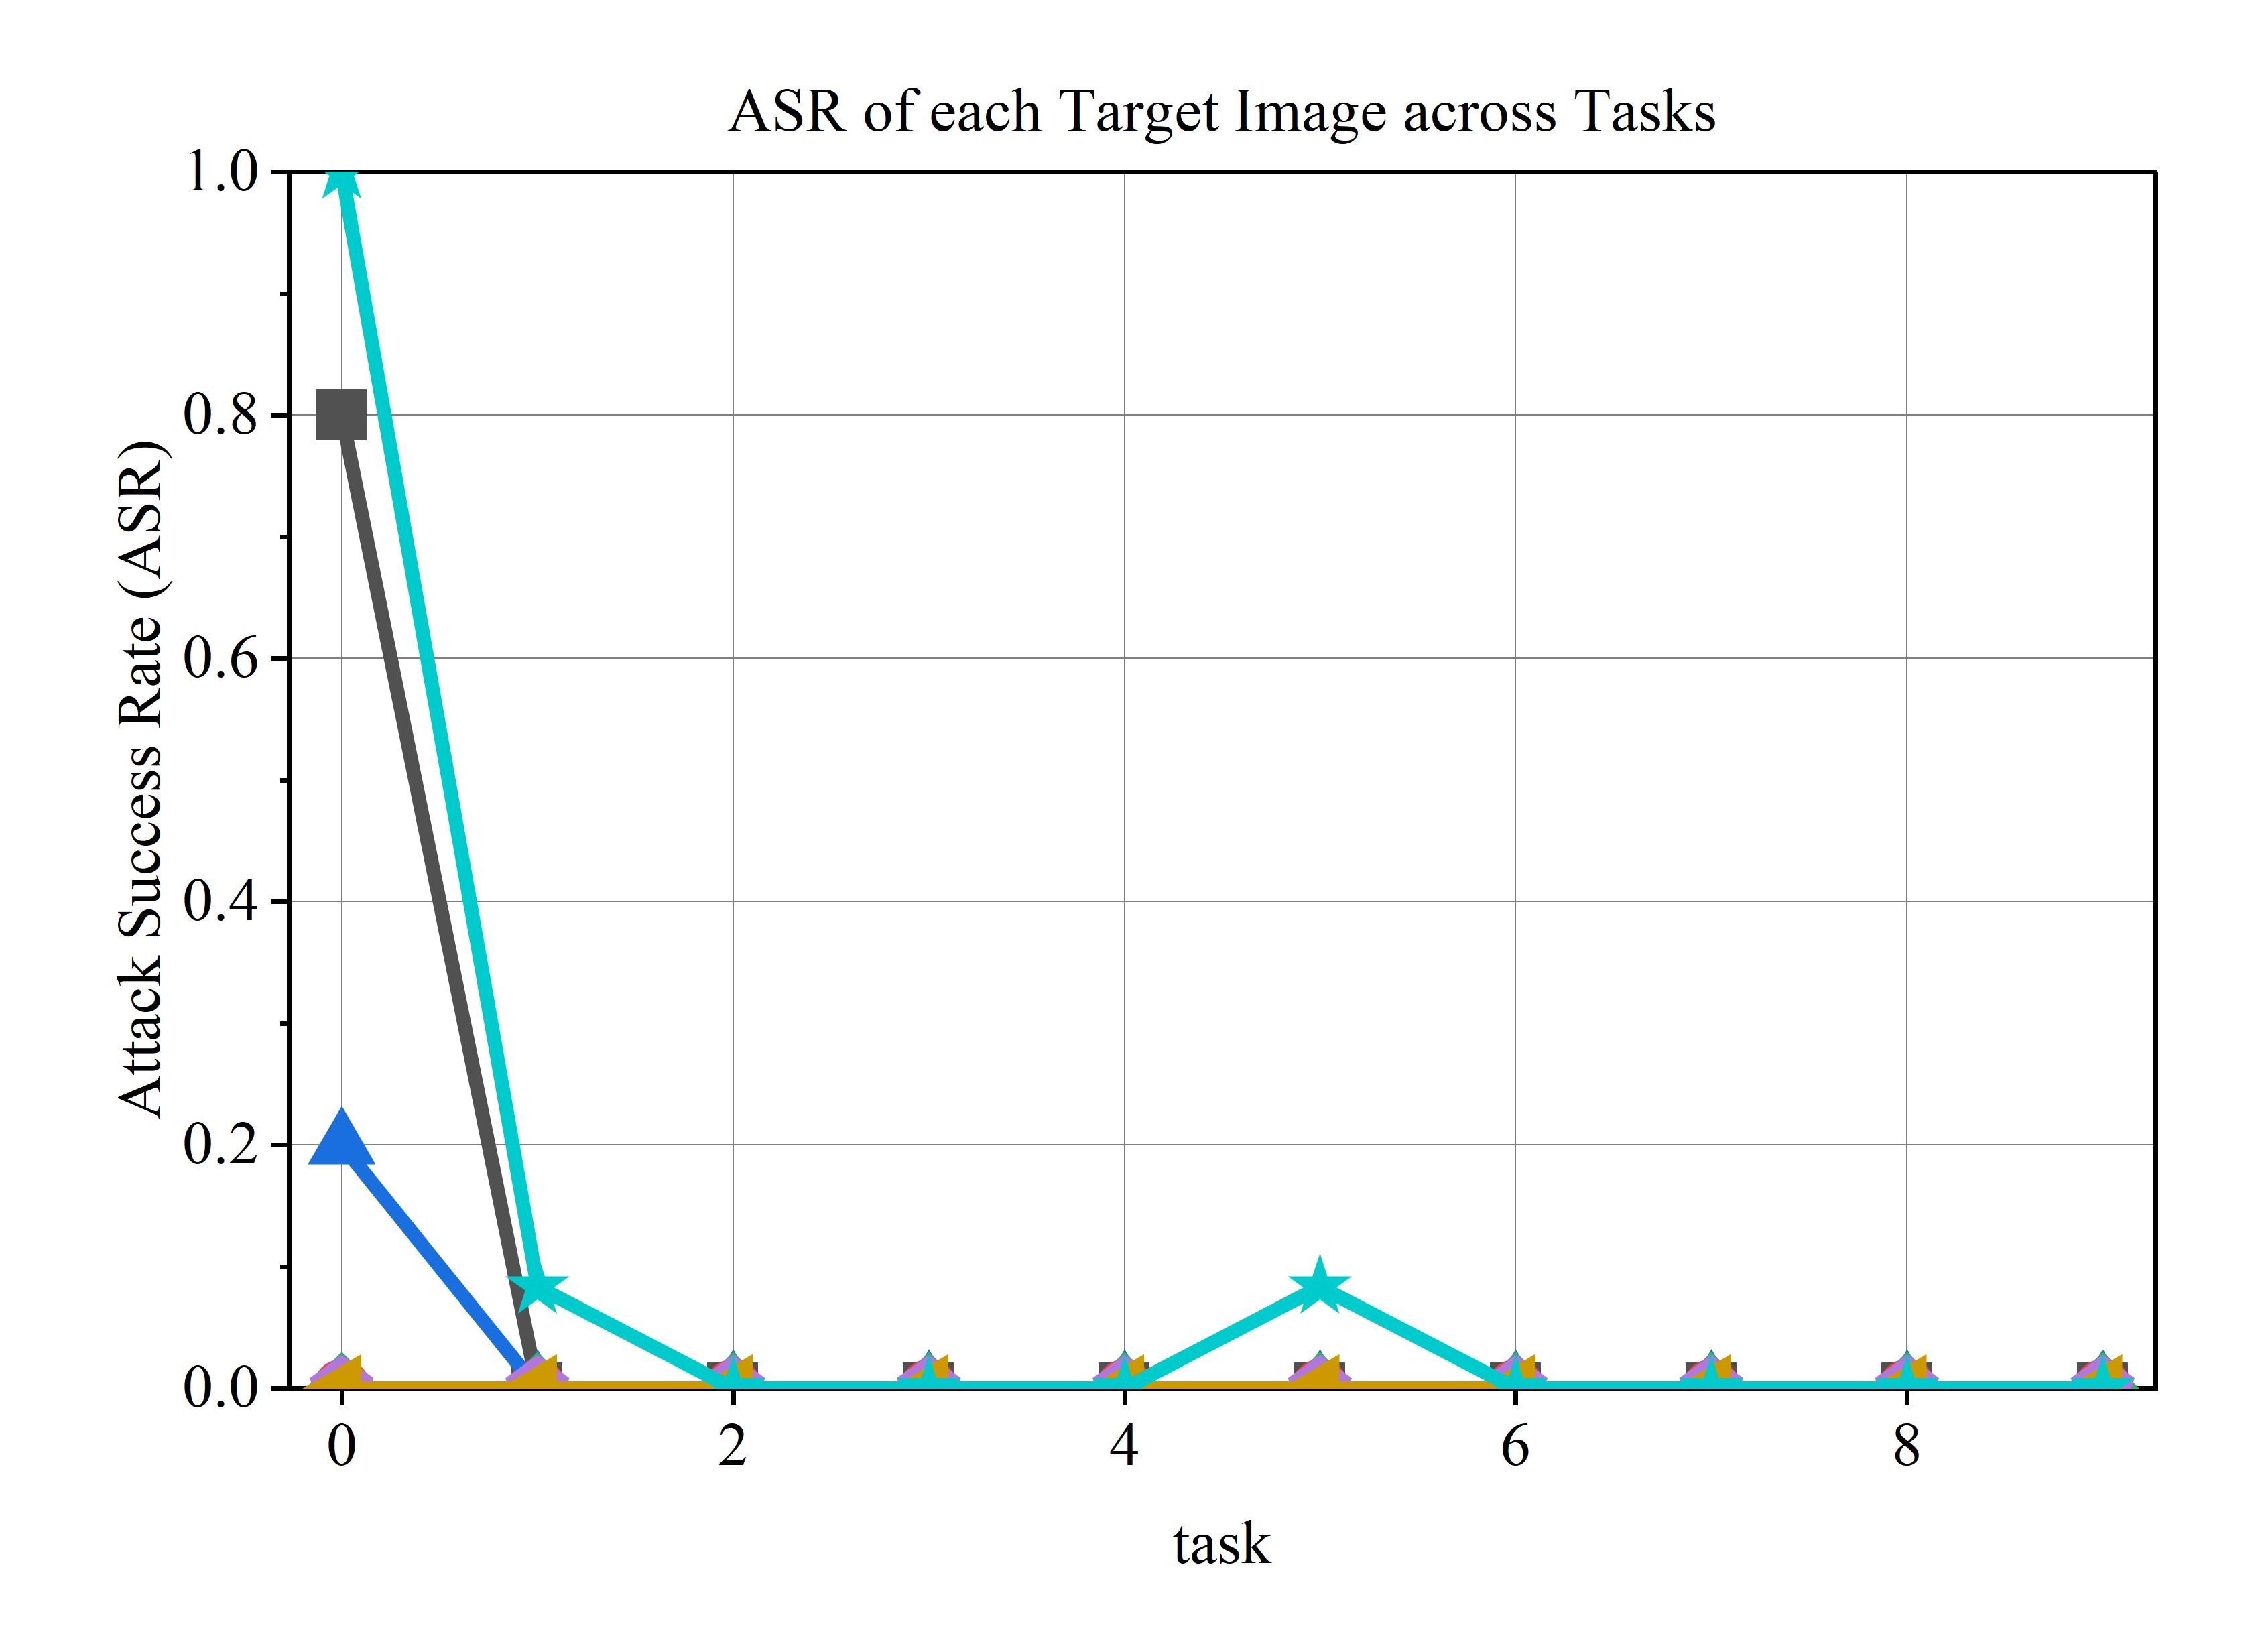 ASR of each Target Image across Tasks
Attack Success Rate (ASR)
1.0
0.8
0.6
0.4
0.2
0.0
0 2 4 6 8
task